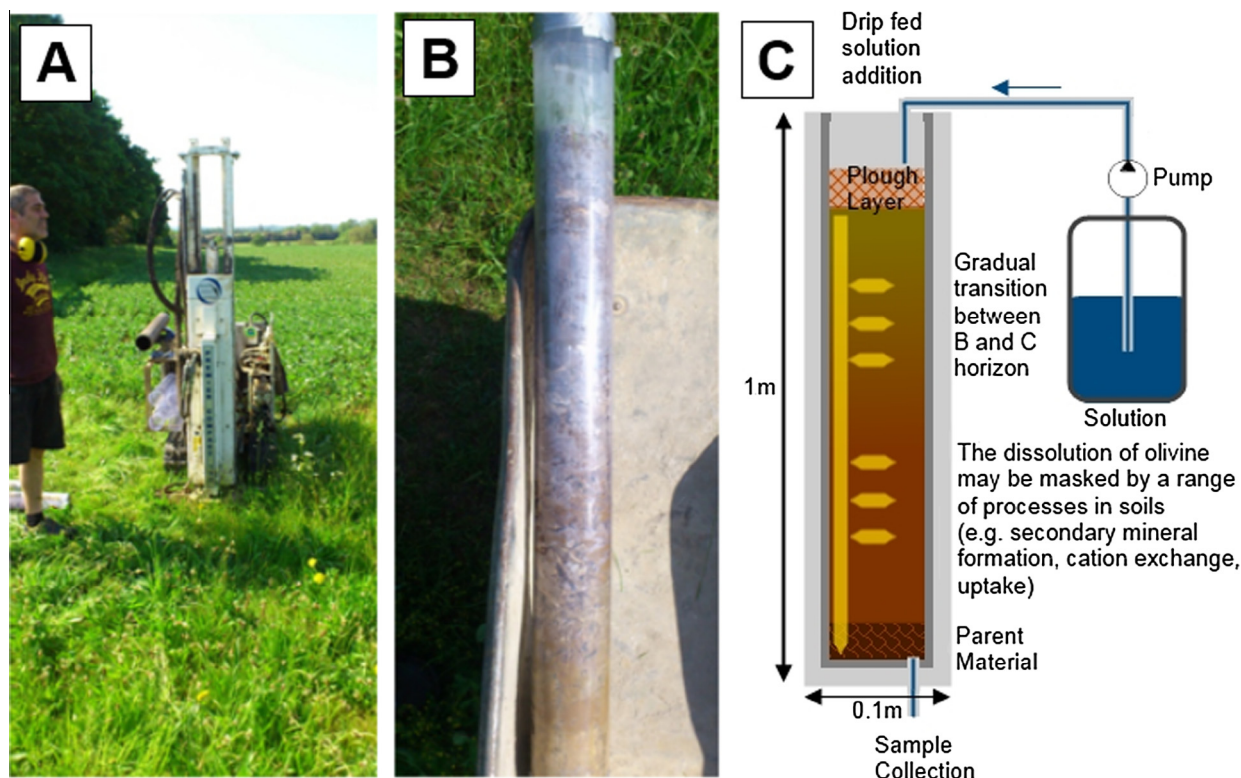 A
B
C
Drip fed
solution
addition
Plough
Layer
Pump
Gradual
transition
between
B and C
horizon
1m
Solution
The dissolution of olivine
may be masked by a range
of processes in soils
(e.g. secondary mineral
formation, cation exchange,
uptake)
Parent
Material
0.1m
Sample
Collection